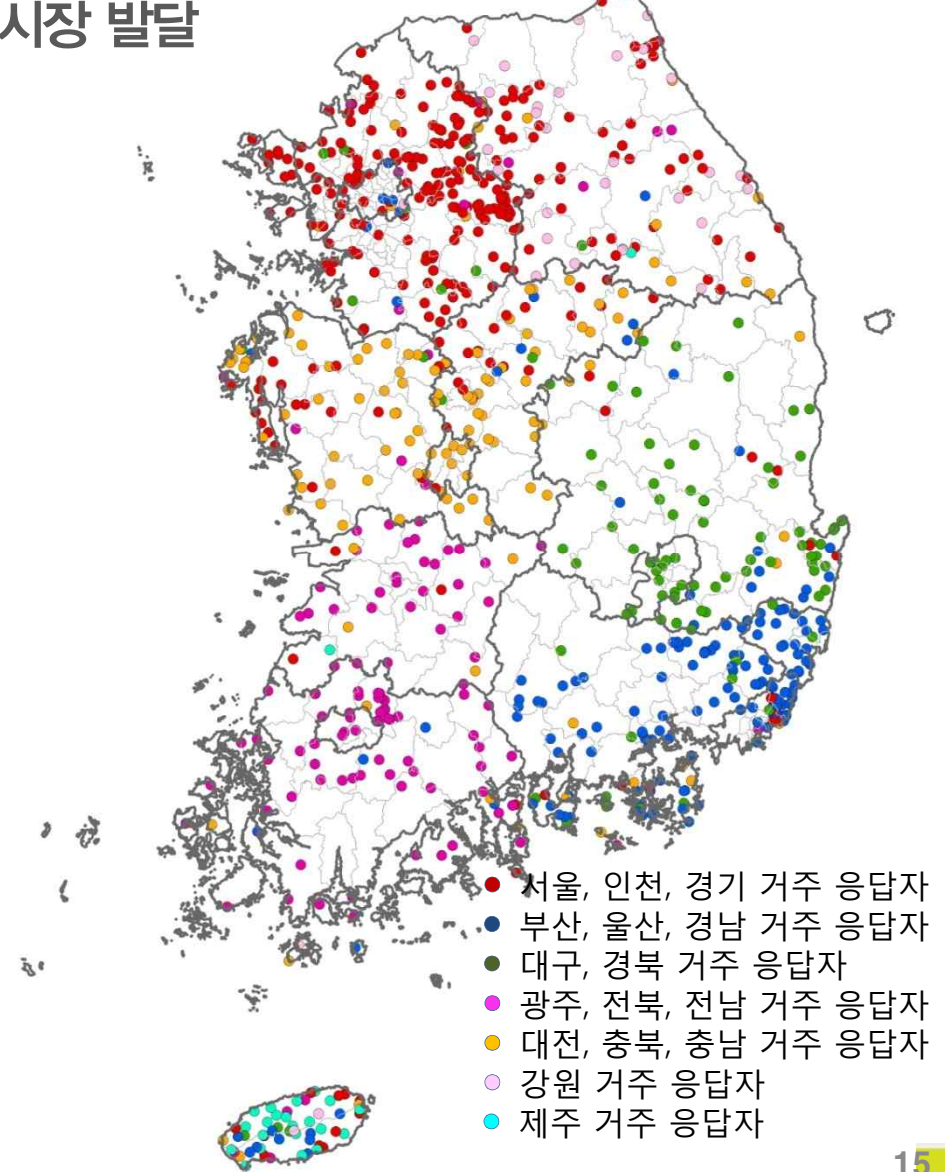 시장 발달
서울, 인천, 경기 거주 응답자
부산, 울산, 경남 거주 응답자
대구, 경북 거주 응답자
광주, 전북, 전남 거주 응답자
대전, 충북, 충남 거주 응답자
강원 거주 응답자
제주 거주 응답자
15